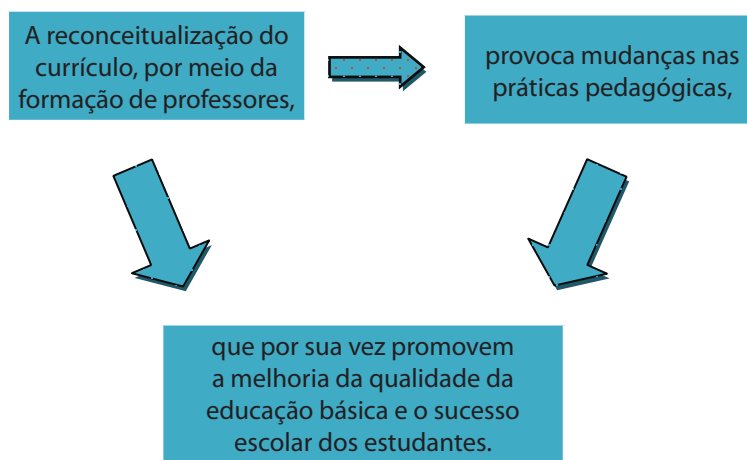 A reconceitualização do
currículo, por meio da
formação de professores,
provoca mudanças nas
práticas pedagógicas,
que por sua vez promovem
a melhoria da qualidade da
educação básica e o sucesso
escolar dos estudantes.